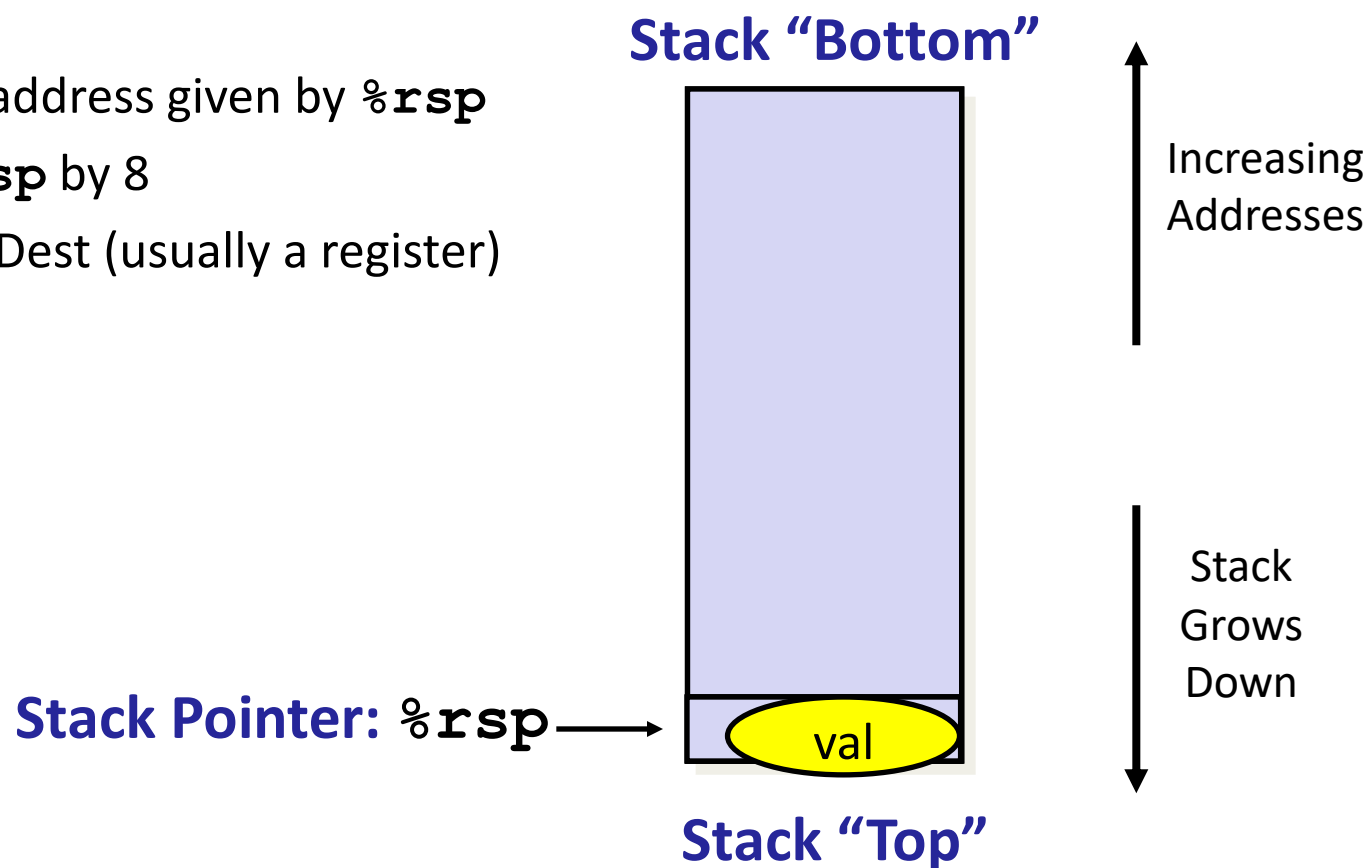 Stack “Bottom”
address given by %rsp
sp by 8
Dest (usually a register)
Increasing
Addresses
Stack
Grows
Down
Stack Pointer: %rsp
val
Stack “Top”